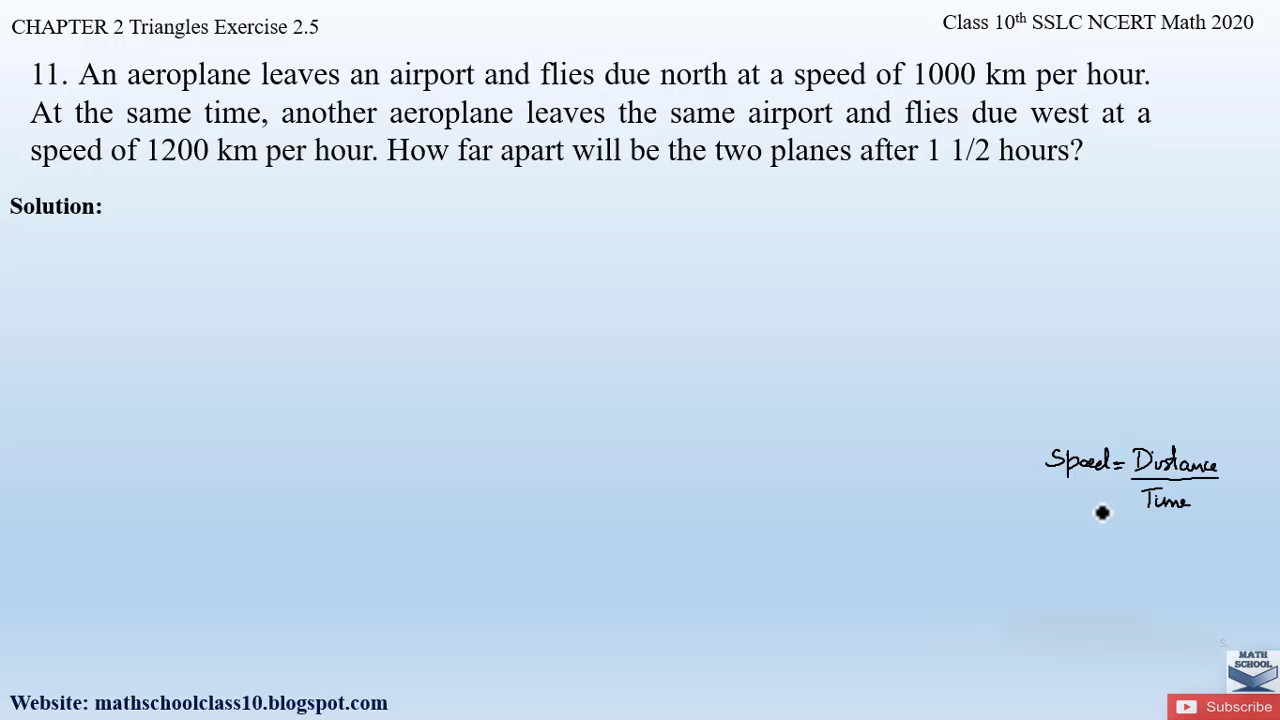 CHAPTER 2 Triangles Exercise 2.5
Class 10th SSLC NCERT Math 2020
11. An aeroplane leaves an airport and flies due north at a speed of 1000 km per hour.
At the same time, another aeroplane leaves the same airport and flies due west at a
speed of 1200 km per hour. How far apart will be the two planes after 1 1/2 hours?
Solution:
Speed = Distance
Time
MATH
SCHOOL
Website: mathschoolclass10.blogspot.com
Subscribe